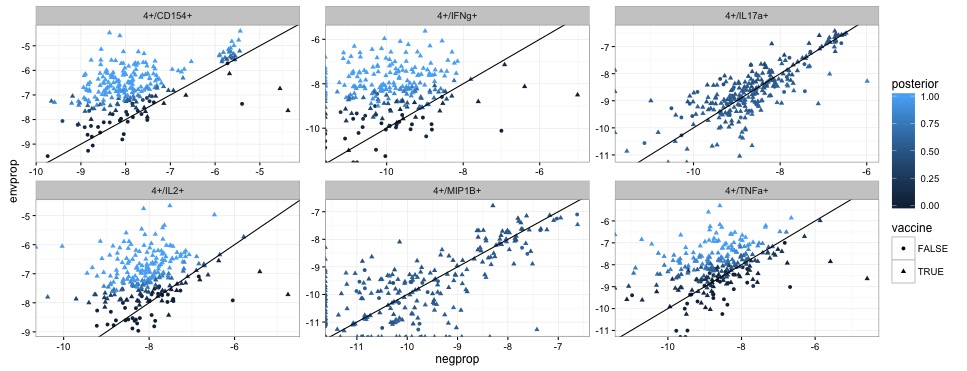 4+/CD154+
4+/IFNg+
4+/IL17a+
-5
-6
-7
-8
-9
-10 -9 -8 -7 -6 -5
-6
-8
-10
-10 -8 -6
-7
-8
-9
-10
-11
-10 -8 -6
4+/IL2+
4+/MIP1B+
4+/TNFa+
-5
-6
-7
-8
-9
-10 -8 -6
-7
-8
-9
-10
-11
-11 -10 -9 -8 -7
-6
-7
-8
-9
-10
-11
-10 -8 -6
envprop
negprop
posterior
1.00
0.75
0.50
0.25
0.00
vaccine
FALSE
TRUE